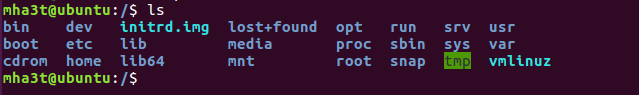 mha3t@ubuntu:/$ ls
bin dev initrd.img lost+found opt run srv usr
boot etc lib media proc sbin sys var
cdrom home lib64 mnt root snap tmp vmlinuz
mha3t@ubuntu:/$